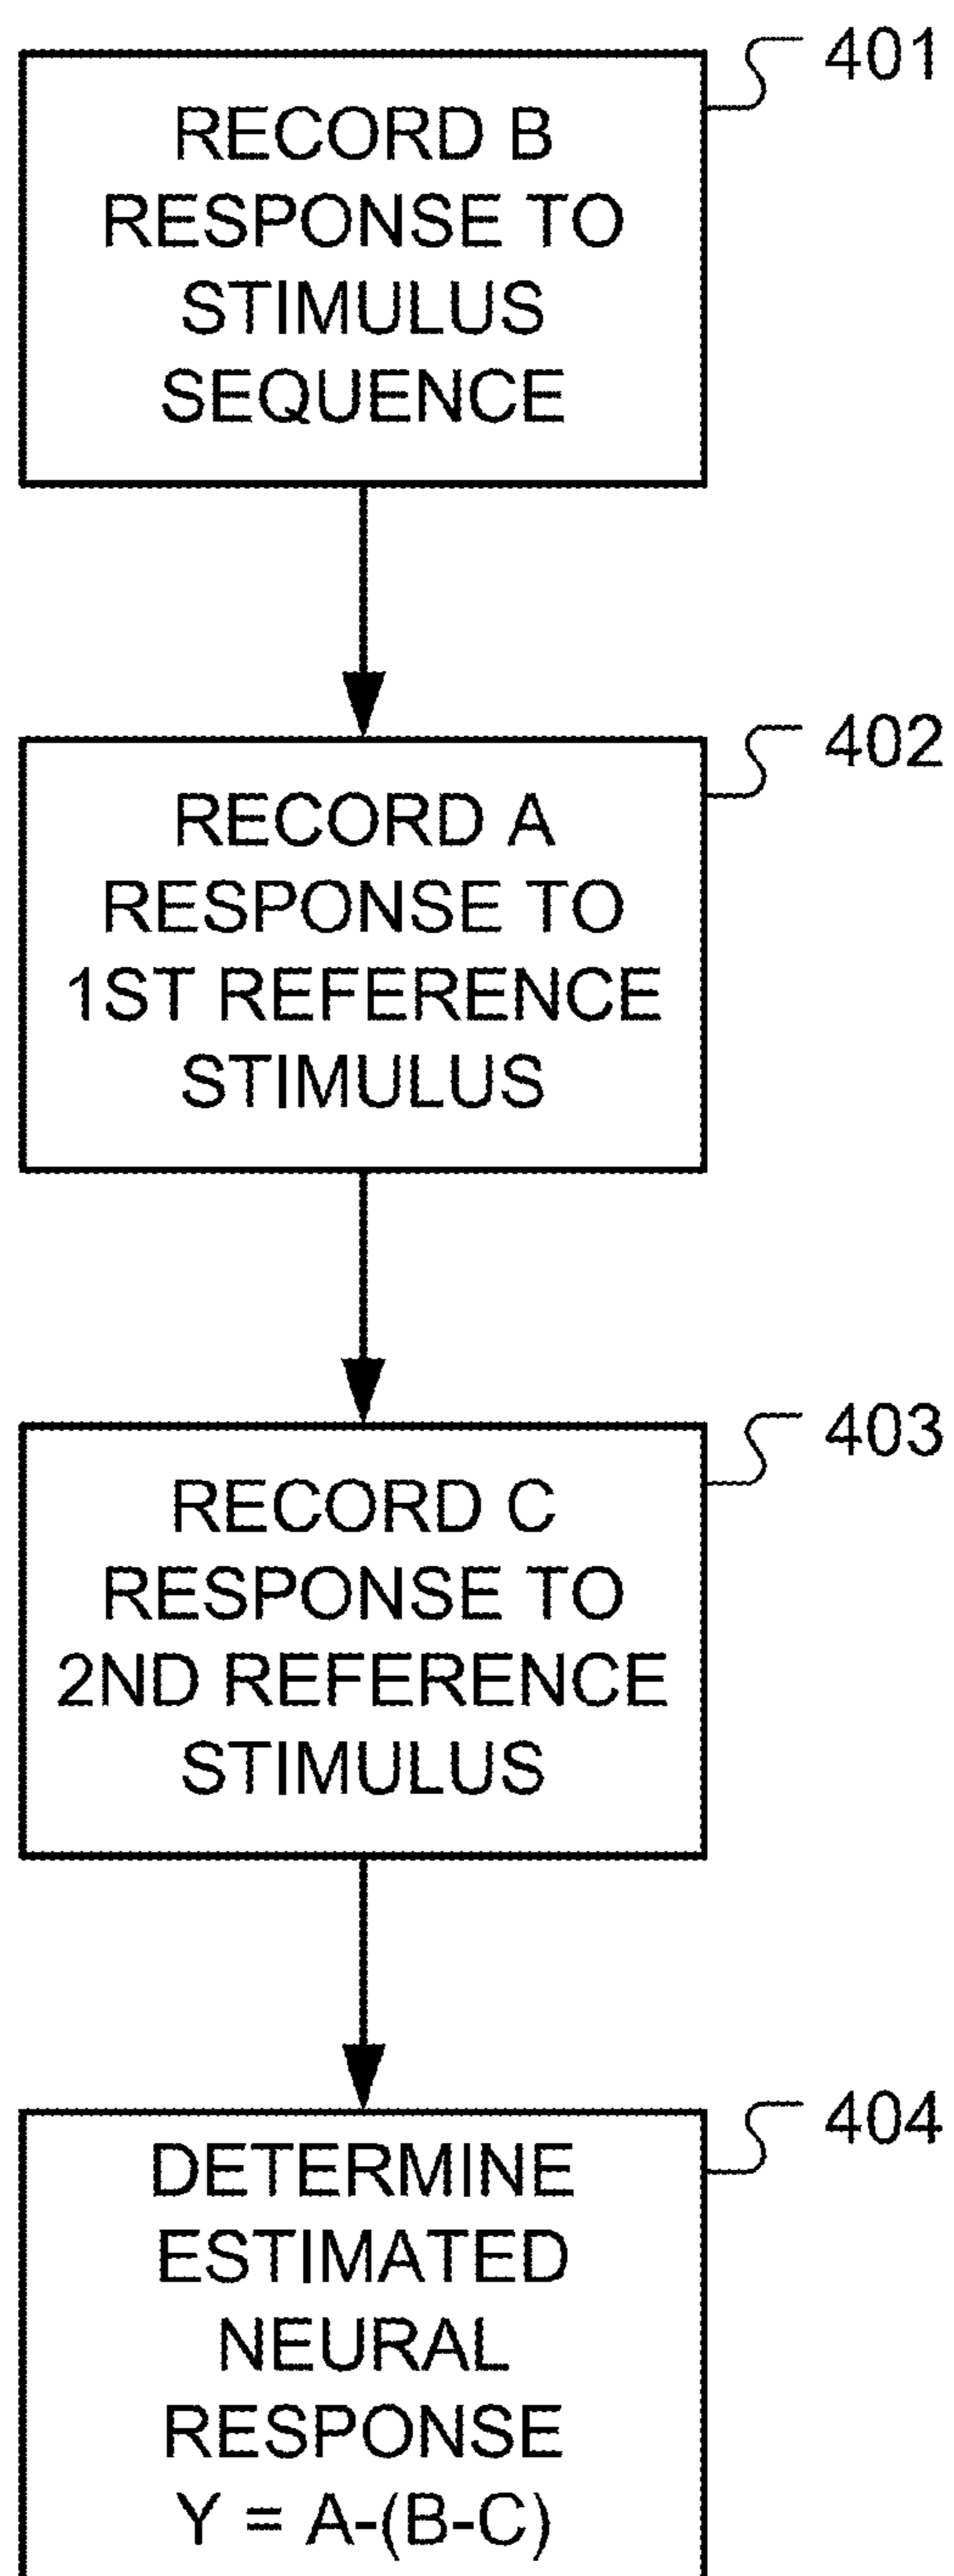 401
RECORD B
RESPONSE TO
STIMULUS
SEQUENCE
402
RECORD A
RESPONSE TO
1ST REFERENCE
STIMULUS
403
RECORD C
RESPONSE TO
2ND REFERENCE
STIMULUS
404
DETERMINE
ESTIMATED
NEURAL
RESPONSE
Y = A-(B-C)